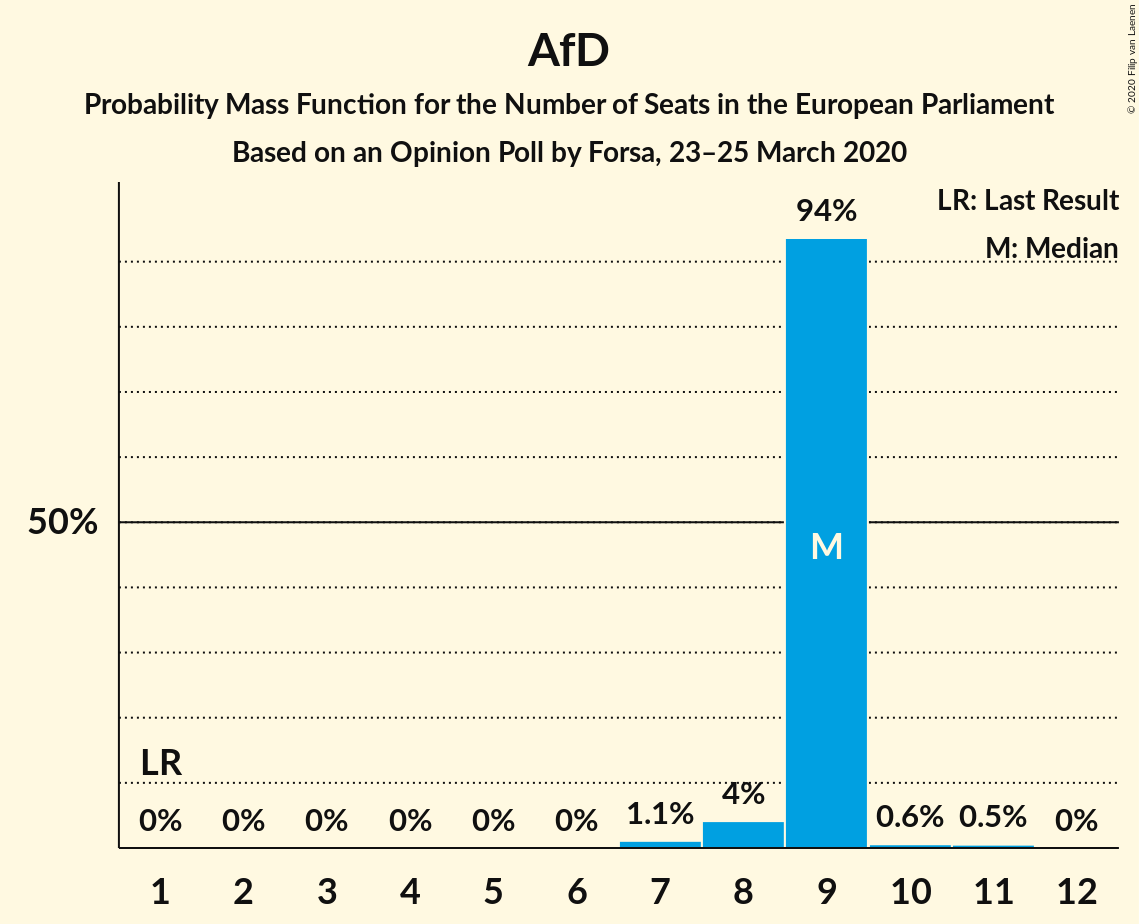 AfD
Probability Mass Function for the Number of Seats in the European Parliament
Based on an Opinion Poll by Forsa, 23–25 March 2020
© 2020 Filip van Laenen
LR: Last Result
M: Median
94%
50%
M
LR
0% 0% 0% 0% 0% 0% 1.1% 4% 0.6% 0.5% 0%
1 2 3 4 5 6 7 8 9 10 11 12